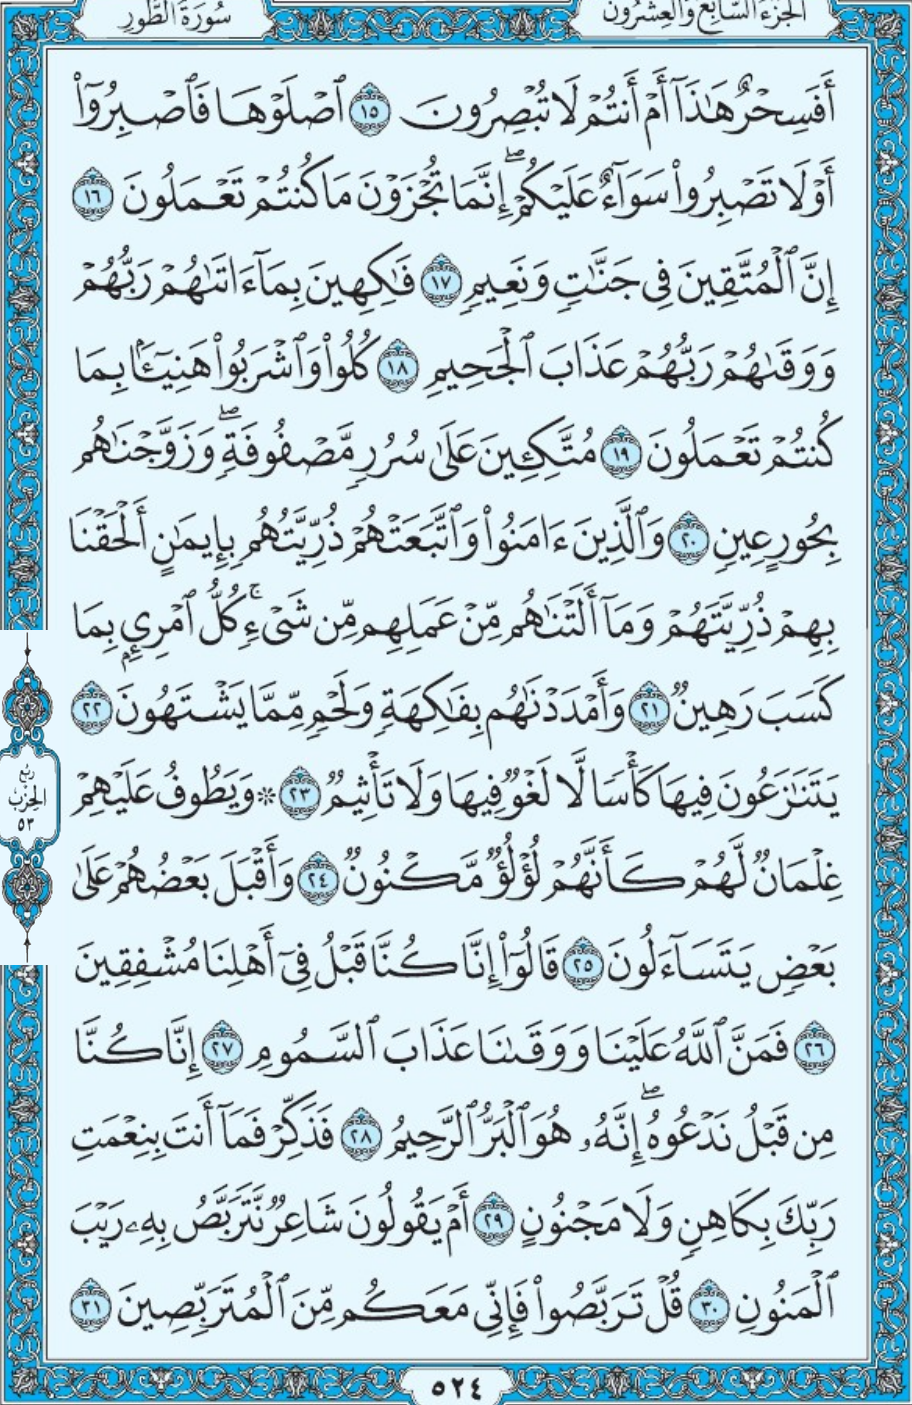 الجزء السابع والعشرون
سورة الطور
أَفَسِحْرٌ هَٰذَآ أَمْ أَنتُمْ لَا تُبْصِرُونَ ١٥ ٱصْلَوْهَا فَٱصْبِرُوٓا۟
أَوْ لَا تَصْبِرُوا۟ سَوَآءٌ عَلَيْكُمْ ۖ إِنَّمَا تُجْزَوْنَ مَا كُنتُمْ تَعْمَلُونَ ١٦
إِنَّ ٱلْمُتَّقِينَ فِى جَنَّٰتٍ وَنَعِيمٍ ١٧ فَٰكِهِينَ بِمَآ ءَاتَىٰهُمْ رَبُّهُمْ
وَوَقَىٰهُمْ رَبُّهُمْ عَذَابَ ٱلْجَحِيمِ ١٨ كُلُوا۟ وَٱشْرَبُوا۟ هَنِيٓـًٔۢا بِمَا
كُنتُمْ تَعْمَلُونَ ١٩ مُتَّكِـِٔينَ عَلَىٰ سُرُرٍ مَّصْفُوفَةٍ ۖ وَزَوَّجْنَٰهُم
بِحُورٍ عِينٍ ٢٠ وَٱلَّذِينَ ءَامَنُوا۟ وَٱتَّبَعَتْهُمْ ذُرِّيَّتُهُم بِإِيمَٰنٍ أَلْحَقْنَا
بِهِمْ ذُرِّيَّتَهُمْ وَمَآ أَلَتْنَٰهُم مِّنْ عَمَلِهِم مِّن شَىْءٍ ۚ كُلُّ ٱمْرِئٍۭ بِمَا
كَسَبَ رَهِينٌ ٢١ وَأَمْدَدْنَٰهُم بِفَٰكِهَةٍ وَلَحْمٍ مِّمَّا يَشْتَهُونَ ٢٢
يَتَنَٰزَعُونَ فِيهَا كَأْسًا لَّا لَغْوٌ فِيهَا وَلَا تَأْثِيمٌ ٢٣ ۞ وَيَطُوفُ عَلَيْهِمْ
غِلْمَانٌ لَّهُمْ كَأَنَّهُمْ لُؤْلُؤٌ مَّكْنُونٌ ٢٤ وَأَقْبَلَ بَعْضُهُمْ عَلَىٰ
بَعْضٍ يَتَسَآءَلُونَ ٢٥ قَالُوٓا۟ إِنَّا كُنَّا قَبْلُ فِىٓ أَهْلِنَا مُشْفِقِينَ
٢٦ فَمَنَّ ٱللَّهُ عَلَيْنَا وَوَقَىٰنَا عَذَابَ ٱلسَّمُومِ ٢٧ إِنَّا كُنَّا
مِن قَبْلُ نَدْعُوهُ ۖ إِنَّهُۥ هُوَ ٱلْبَرُّ ٱلرَّحِيمُ ٢٨ فَذَكِّرْ فَمَآ أَنتَ بِنِعْمَتِ
رَبِّكَ بِكَاهِنٍ وَلَا مَجْنُونٍ ٢٩ أَمْ يَقُولُونَ شَاعِرٌ نَّتَرَبَّصُ بِهِۦ رَيْبَ
ٱلْمَنُونِ ٣٠ قُلْ تَرَبَّصُوا۟ فَإِنِّى مَعَكُم مِّنَ ٱلْمُتَرَبِّصِينَ ٣١
ربع
الحزب
٥٣
٥٢٤